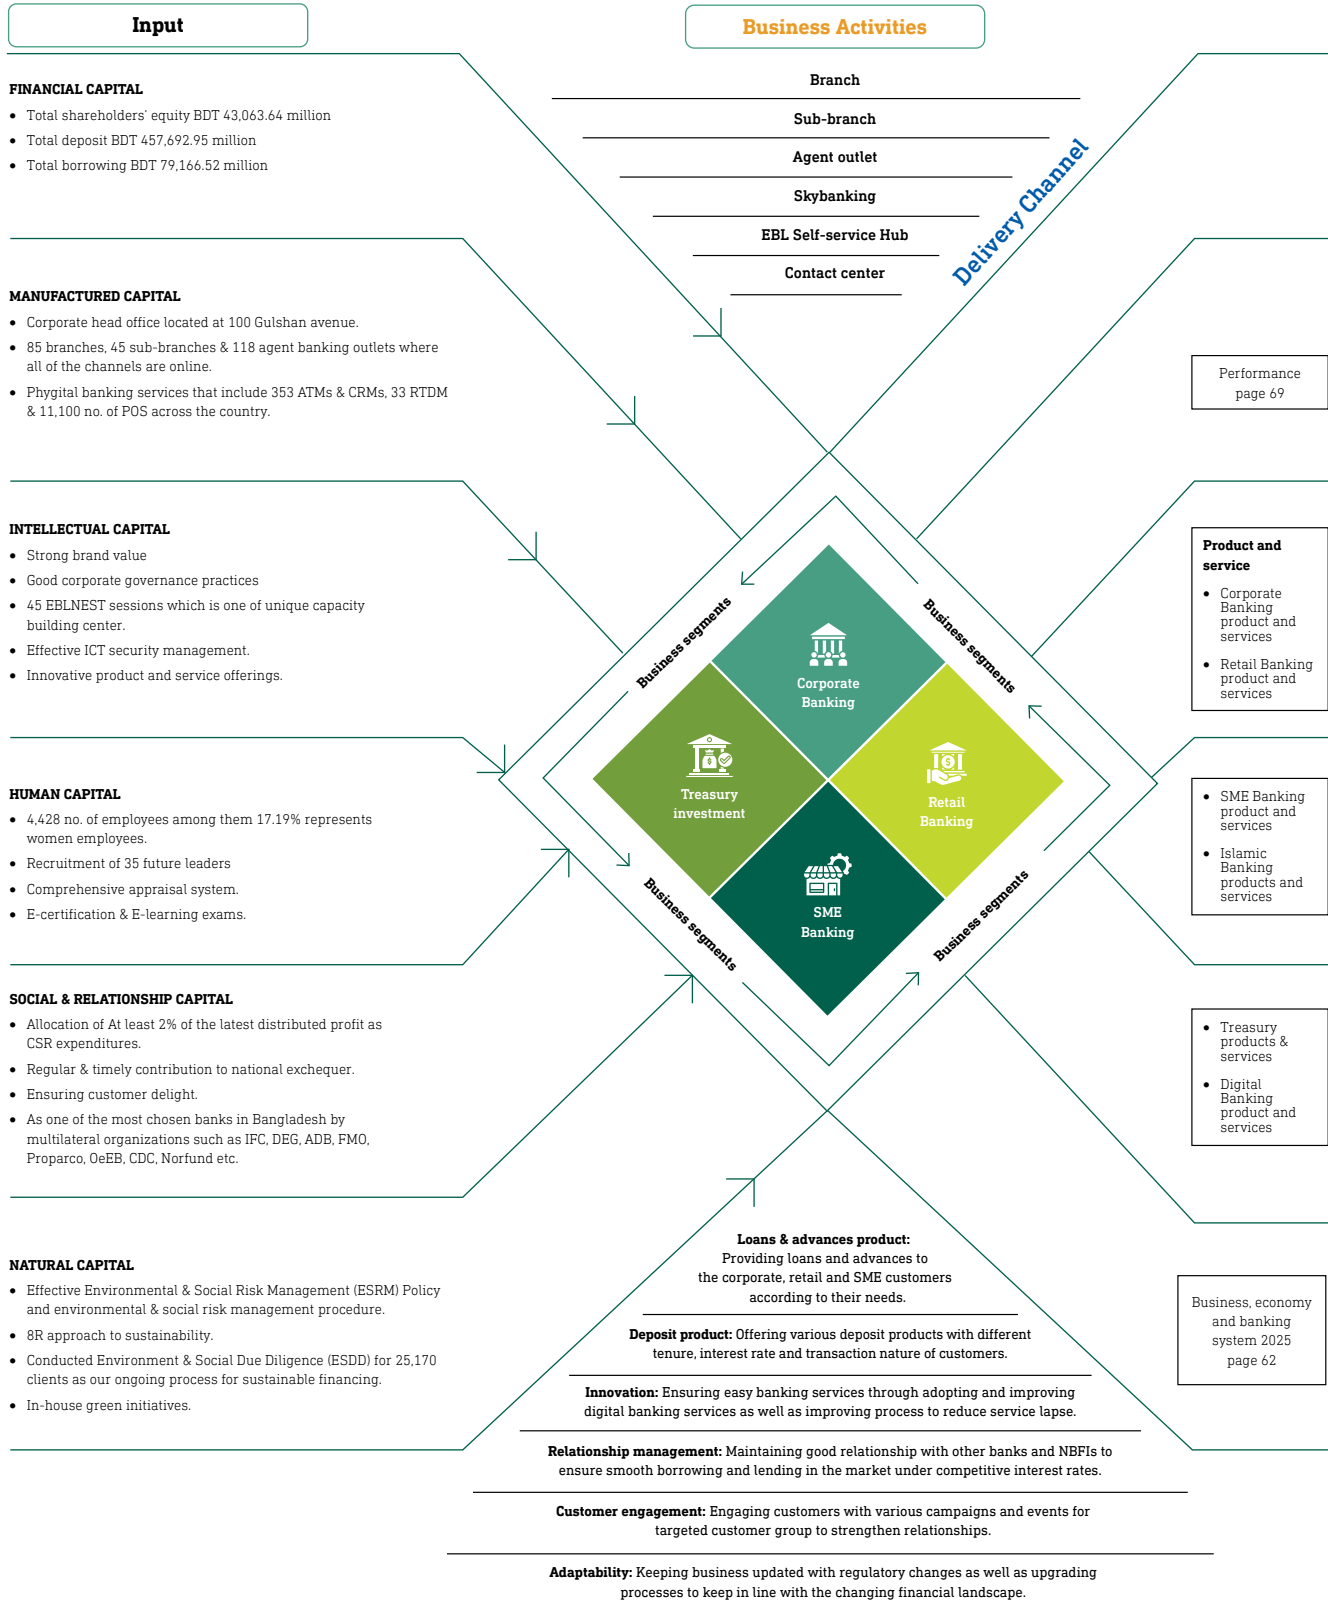 Input
FINANCIAL CAPITAL
• Total shareholders' equity BDT 43,063.64 million
• Total deposit BDT 457,692.95 million
• Total borrowing BDT 79,166.52 million
MANUFACTURED CAPITAL
• Corporate head office located at 100 Gulshan avenue.
• 85 branches, 45 sub-branches & 118 agent banking outlets where
all of the channels are online.
• Phygital banking services that include 353 ATMs & CRMs, 33 RTDM
& 11,100 no. of POS across the country.
INTELLECTUAL CAPITAL
• Strong brand value
• Good corporate governance practices
• 45 EBLNEST sessions which is one of unique capacity
building center.
• Effective ICT security management.
• Innovative product and service offerings.
HUMAN CAPITAL
• 4,428 no. of employees among them 17.19% represents
women employees.
• Recruitment of 35 future leaders
• Comprehensive appraisal system.
• E-certification & E-learning exams.
SOCIAL & RELATIONSHIP CAPITAL
• Allocation of At least 2% of the latest distributed profit as
CSR expenditures.
• Regular & timely contribution to national exchequer.
• Ensuring customer delight.
• As one of the most chosen banks in Bangladesh by
multilateral organizations such as IFC, DEG, ADB, FMO,
Proparco, OeEB, CDC, Norfund etc.
NATURAL CAPITAL
• Effective Environmental & Social Risk Management (ESRM) Policy
and environmental & social risk management procedure.
• 8R approach to sustainability.
• Conducted Environment & Social Due Diligence (ESDD) for 25,170
clients as our ongoing process for sustainable financing.
• In-house green initiatives.
Business Activities
Branch
Sub-branch
Agent outlet
Skybanking
EBL Self-service Hub
Contact center
Delivery Channel
Business segments
Business segments
Corporate
Banking
Treasury
investment
Retail
Banking
SME
Banking
Business segments
Business segments
Loans & advances product:
Providing loans and advances to
the corporate, retail and SME customers
according to their needs.
Deposit product: Offering various deposit products with different
tenure, interest rate and transaction nature of customers.
Innovation: Ensuring easy banking services through adopting and improving
digital banking services as well as improving process to reduce service lapse.
Relationship management: Maintaining good relationship with other banks and NBFIs to
ensure smooth borrowing and lending in the market under competitive interest rates.
Customer engagement: Engaging customers with various campaigns and events for
targeted customer group to strengthen relationships.
Adaptability: Keeping business updated with regulatory changes as well as upgrading
processes to keep in line with the changing financial landscape.
Performance
page 69
Product and
service
• Corporate
Banking
product and
services
• Retail Banking
product and
services
• SME Banking
product and
services
• Islamic
Banking
products and
services
• Treasury
products &
services
• Digital
Banking
product and
services
Business, economy
and banking
system 2025
page 62